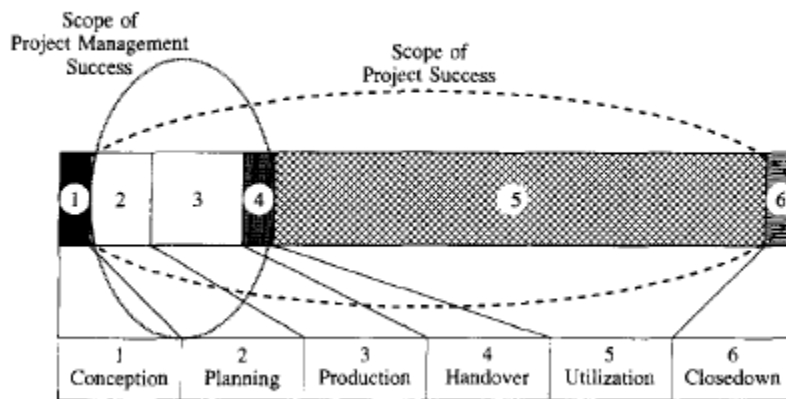 Scope of
Project Management
Success
Scope of
Project Success
1
2
3
4
5
6
1
Conception
2
Planning
3
Production
4
Handover
5
Utilization
6
Closedown